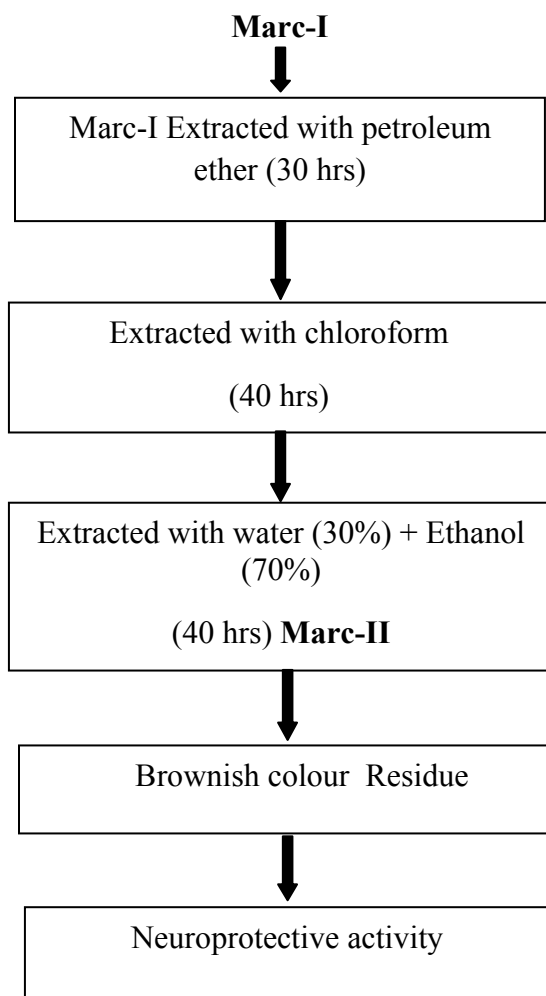 Marc-I
Marc-I Extracted with petroleum
ether (30 hrs)
Extracted with chloroform
(40 hrs)
Extracted with water (30%) + Ethanol
(70%)
(40 hrs) Marc-II
Brownish colour Residue
Neuroprotective activity